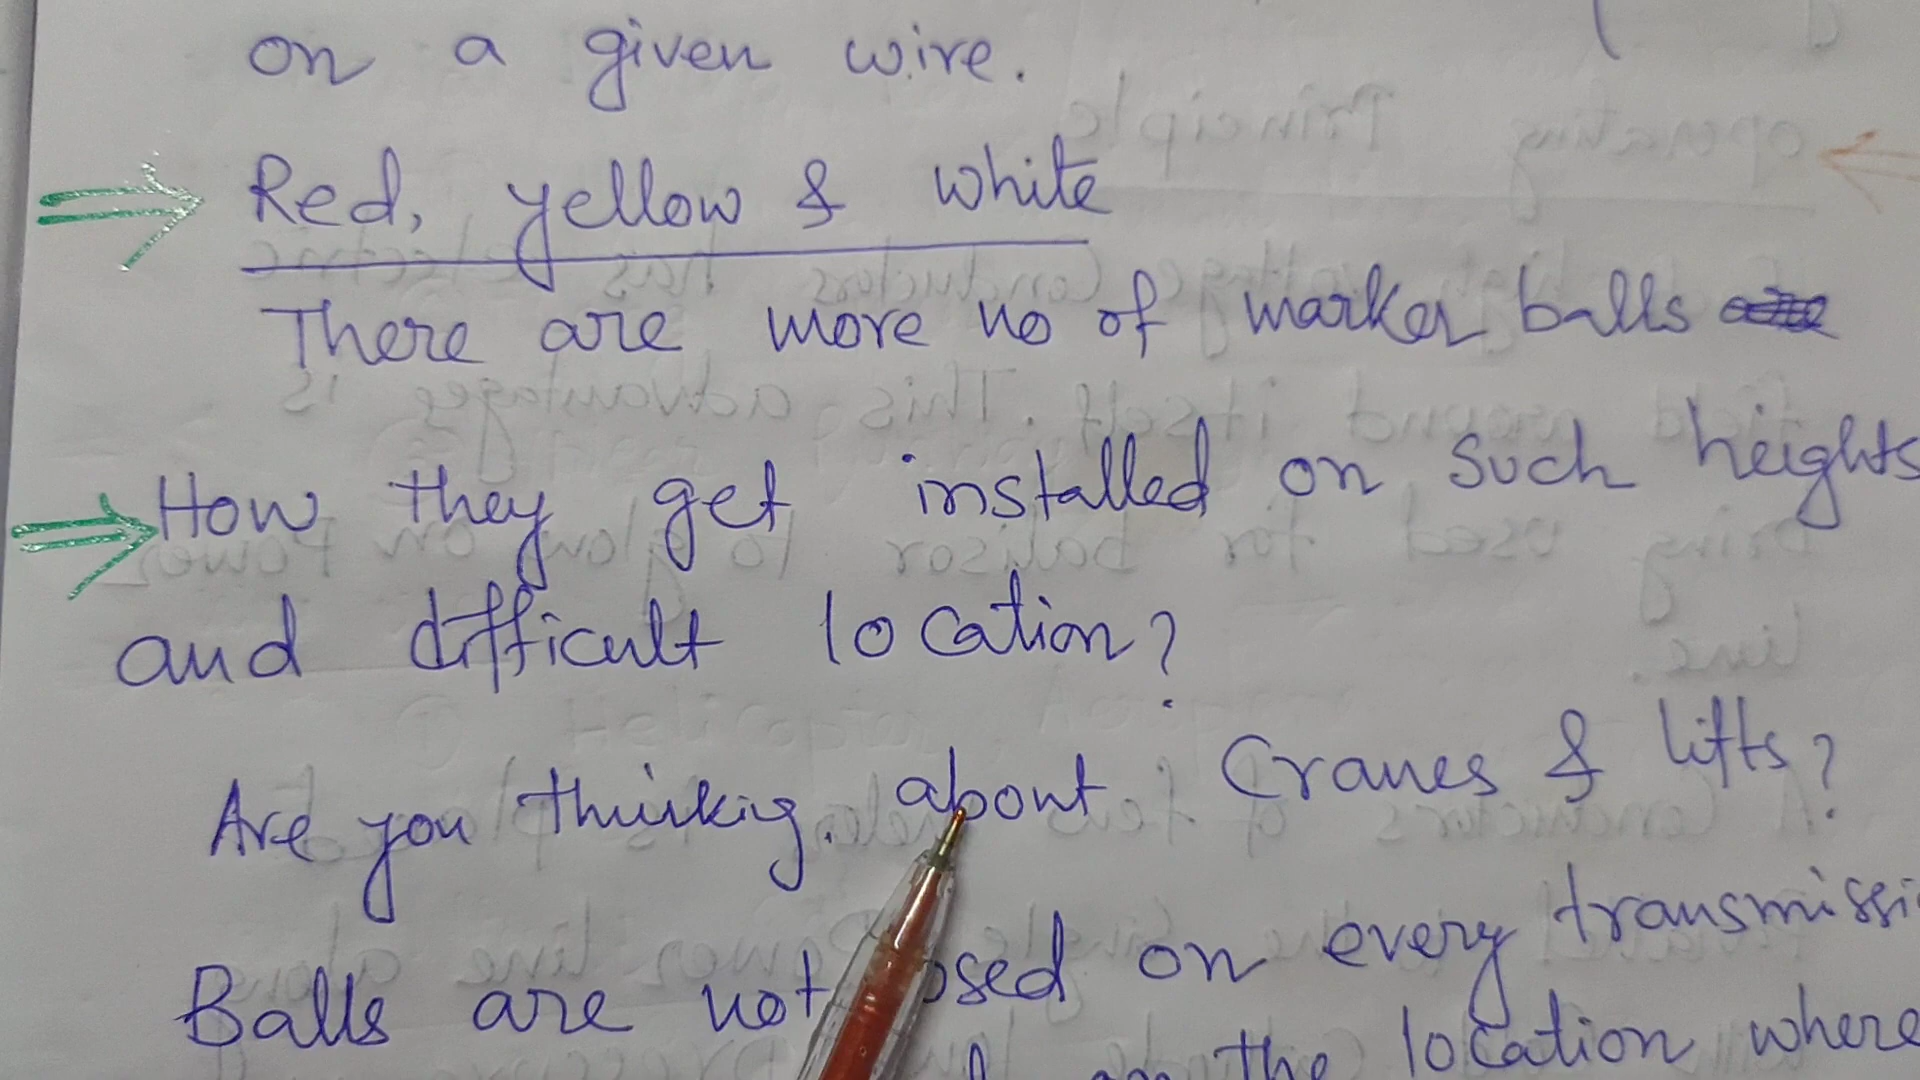 on a given wire.
Red, yellow & white
There are more no of marker balls
How they get installed on such heights
and difficult location?
Are you thinking. about Cranes & lifts?
Balls are not used on every transmissi
the location where